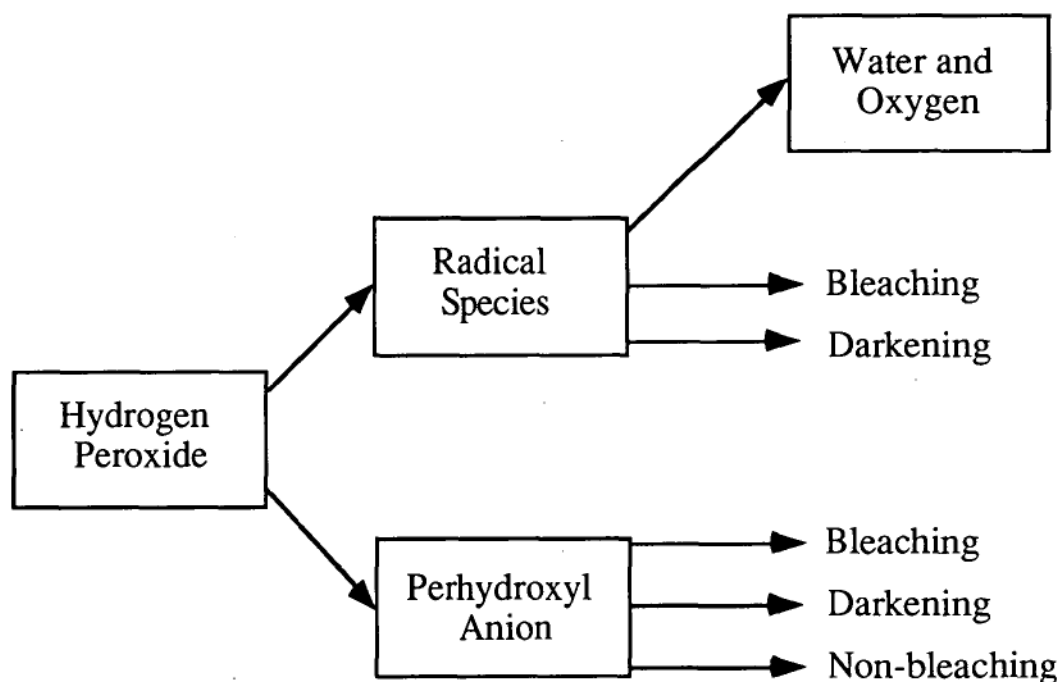 Water and
Oxygen
Radical
Species
Bleaching
Darkening
Hydrogen
Peroxide
Perhydroxyl
Anion
Bleaching
Darkening
Non-bleaching